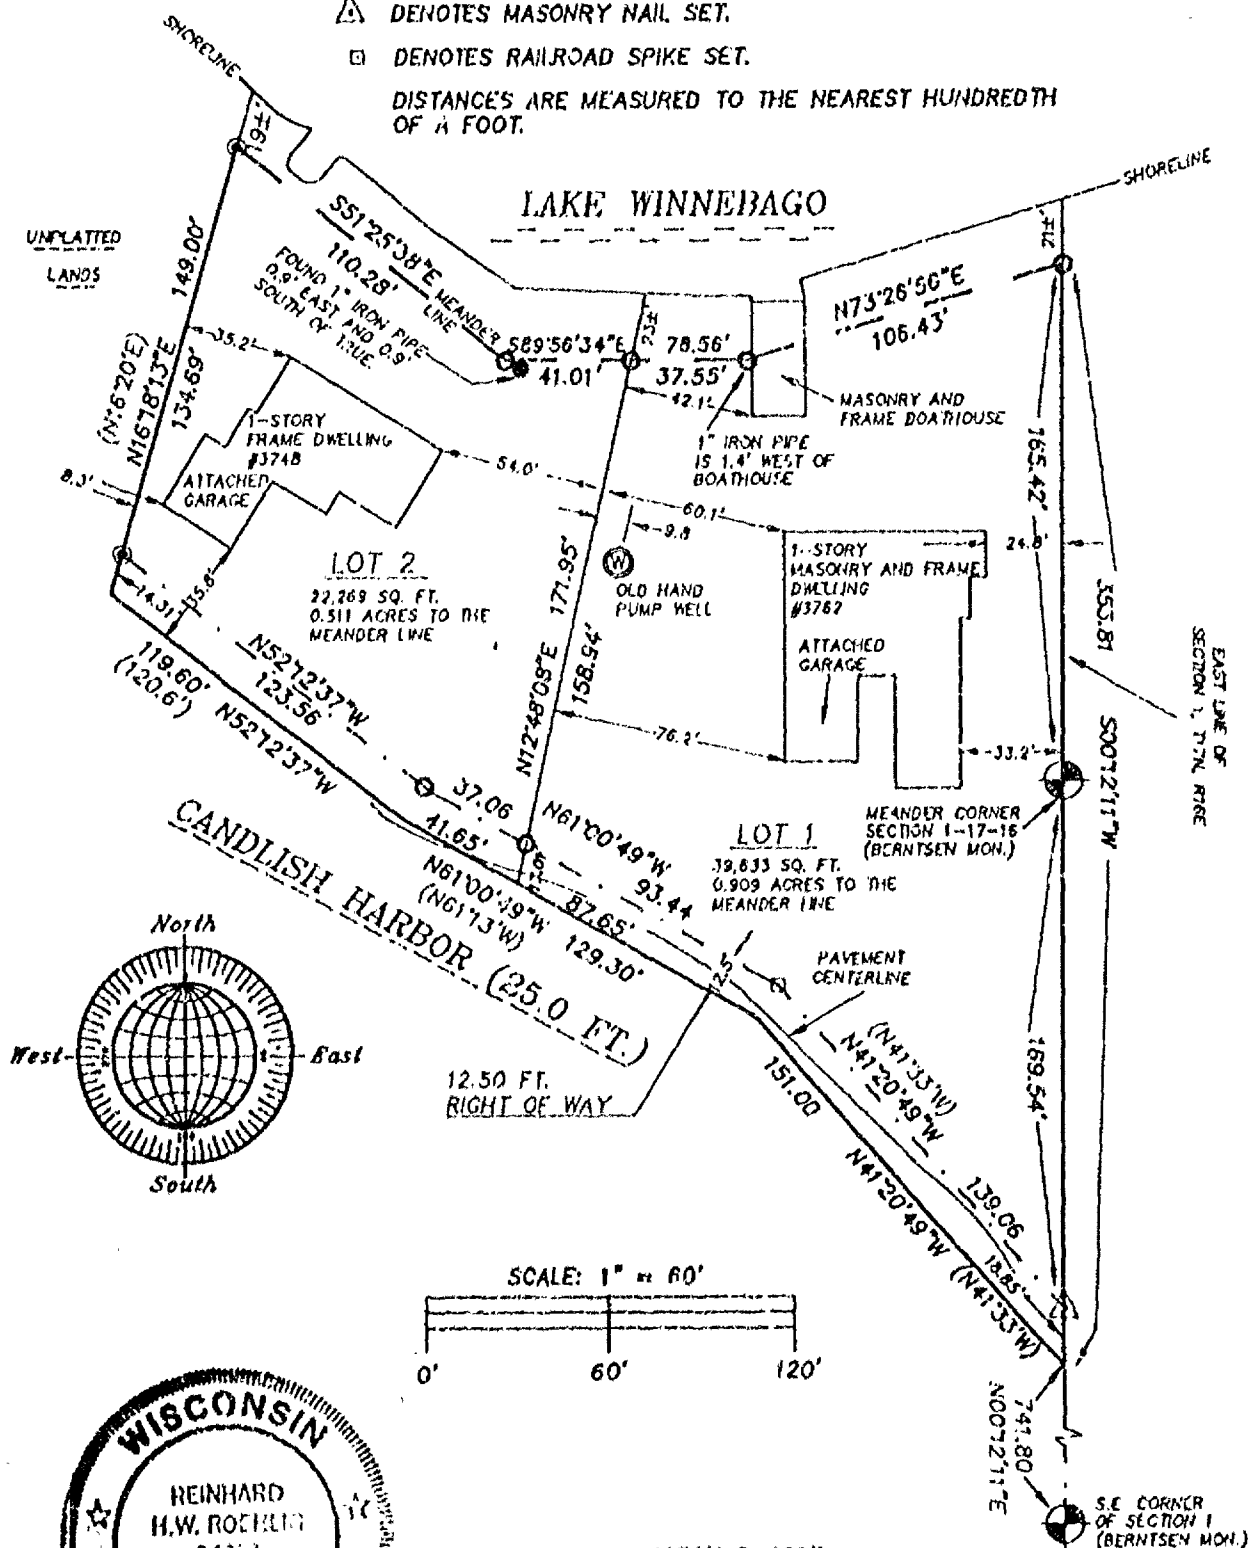 DENOTES MASONRY NAIL SET.
DENOTES RAILROAD SPIKE SET.
DISTANCES ARE MEASURED TO THE NEAREST HUNDREDTH
OF A FOOT.
SHORELINE
SHORELINE
LAKE WINNEBAGO
UNPLATTED
LANDS
149.00'
(N16°20'E)
N16°18'13"E
134.69'
S51°25'38"E
110.28'
MEANDER
LINE
FOUND 1" IRON PIPE
0.9' EAST AND 0.9'
SOUTH OF TRUE.
S89°56'34"E
78.56'
41.01'
37.55'
23±'
42.1'
N73°26'50"E
106.43'
MASONRY AND
FRAME BOATHOUSE
1" IRON PIPE
IS 1.4' WEST OF
BOATHOUSE
35.2'
8.3'
1-STORY
FRAME DWELLING
#3748
ATTACHED
GARAGE
54.0'
60.1'
9.8
W
OLD HAND
PUMP WELL
LOT 2
22,269 SQ. FT.
0.511 ACRES TO THE
MEANDER LINE
14.31'
35.8'
1-STORY
MASONRY AND FRAME
DWELLING
#3762
ATTACHED
GARAGE
24.8'
165.42'
353.81
S00°12'11"W
EAST LINE OF
SECTION 1, T17N, R16E
N12°48'09"E
171.95'
158.94'
76.2'
33.2'
MEANDER CORNER
SECTION 1-17-16
(BERNTSEN MON.)
N52°12'37"W
123.56
119.60'
(120.6')
N52°12'37"W
37.06
41.65'
N61°00'49"W
93.44
LOT 1
39,633 SQ. FT.
0.909 ACRES TO THE
MEANDER LINE
N61°00'49"W
(N61°13'W)
87.65'
129.30'
CANDLISH HARBOR (25.0 FT.)
12.5'
PAVEMENT
CENTERLINE
12.50 FT.
RIGHT OF WAY
(N41°33'W)
N41°20'49"W
139.06
151.00
N41°20'49"W (N41°33'W)
18.85'
169.54'
North
West
East
South
SCALE: 1" = 60'
0'
60'
120'
741.80
N00°12'11"E
S.E. CORNER
OF SECTION 1
(BERNTSEN MON.)
WISCONSIN
REINHARD
H.W. ROEHLIG